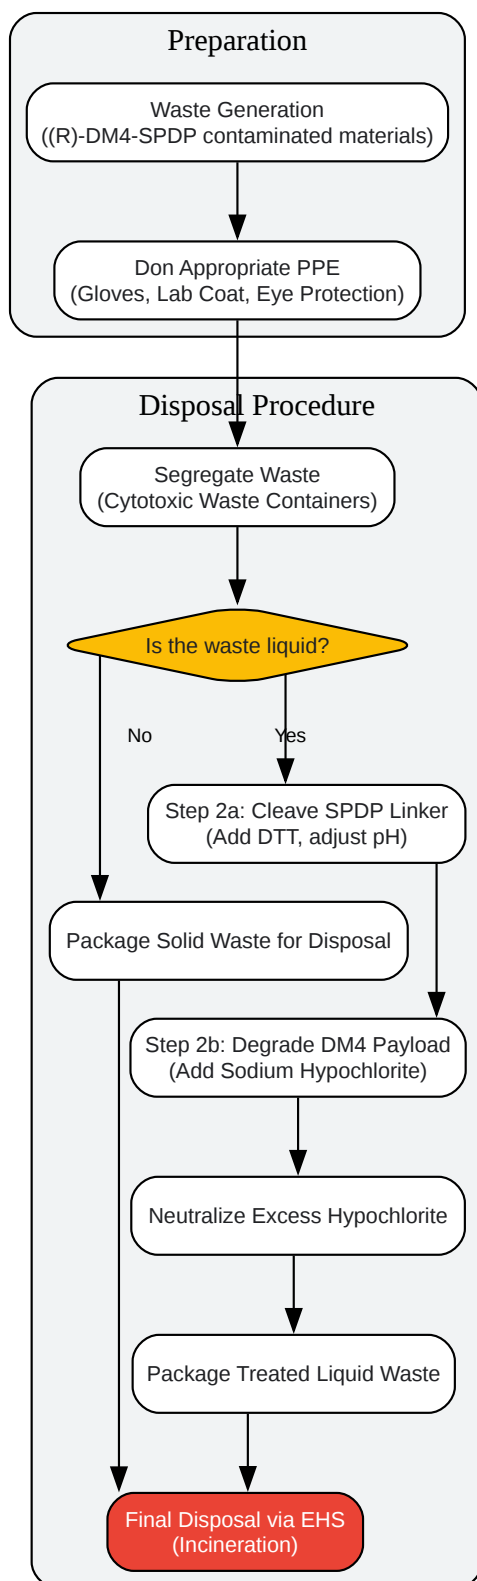 Preparation
Waste Generation
((R)-DM4-SPDP contaminated materials)
Don Appropriate PPE
(Gloves, Lab Coat, Eye Protection)
Disposal Procedure
Segregate Waste
(Cytotoxic Waste Containers)
Is the waste liquid?
No
Yes
Step 2a: Cleave SPDP Linker
(Add DTT, adjust pH)
Package Solid Waste for Disposal
Step 2b: Degrade DM4 Payload
(Add Sodium Hypochlorite)
Neutralize Excess Hypochlorite
Package Treated Liquid Waste
Final Disposal via EHS
(Incineration)